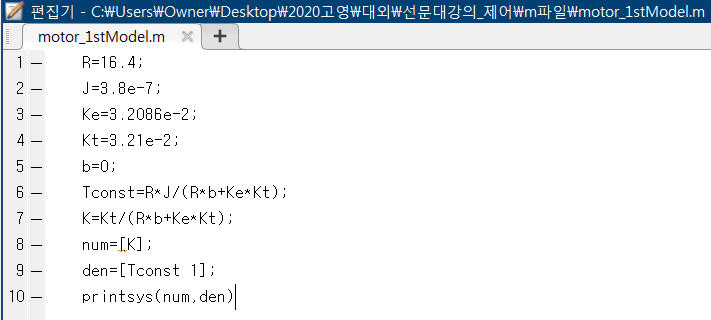 편집기 - C:\Users\Owner\Desktop\2020고영\대외\선문대강의_제어\m파일\motor_1stModel.m
motor_1stModel.m
1 R=16.4;
2 J=3.8e-7;
3 Ke=3.2086e-2;
4 Kt=3.21e-2;
5 b=0;
6 Tconst=R*J/(R*b+Ke*Kt);
7 K=Kt/(R*b+Ke*Kt);
8 num=[K];
9 den=[Tconst 1];
10 printsys(num,den)